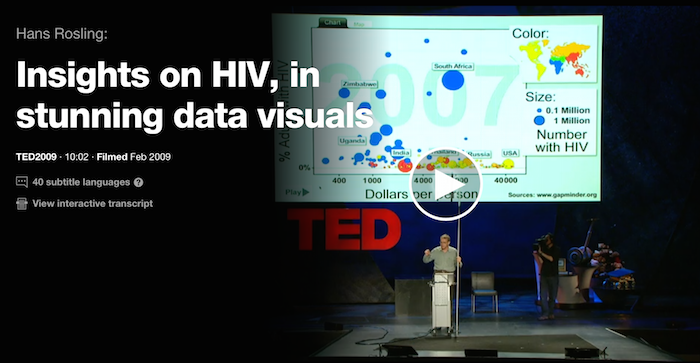 Hans Rosling:
Insights on HIV, in
stunning data visuals
TED2009 · 10:02 · Filmed Feb 2009
40 subtitle languages ?
View interactive transcript
Chart
Color:
South Africa
Zimbabwe
2007
Size:
0.1 Million
1 Million
Number
with HIV
Uganda
India
Russia
USA
0%
400 1000 4000 40000
Play
Dollars per person
Sources: www.gapminder.org
TED